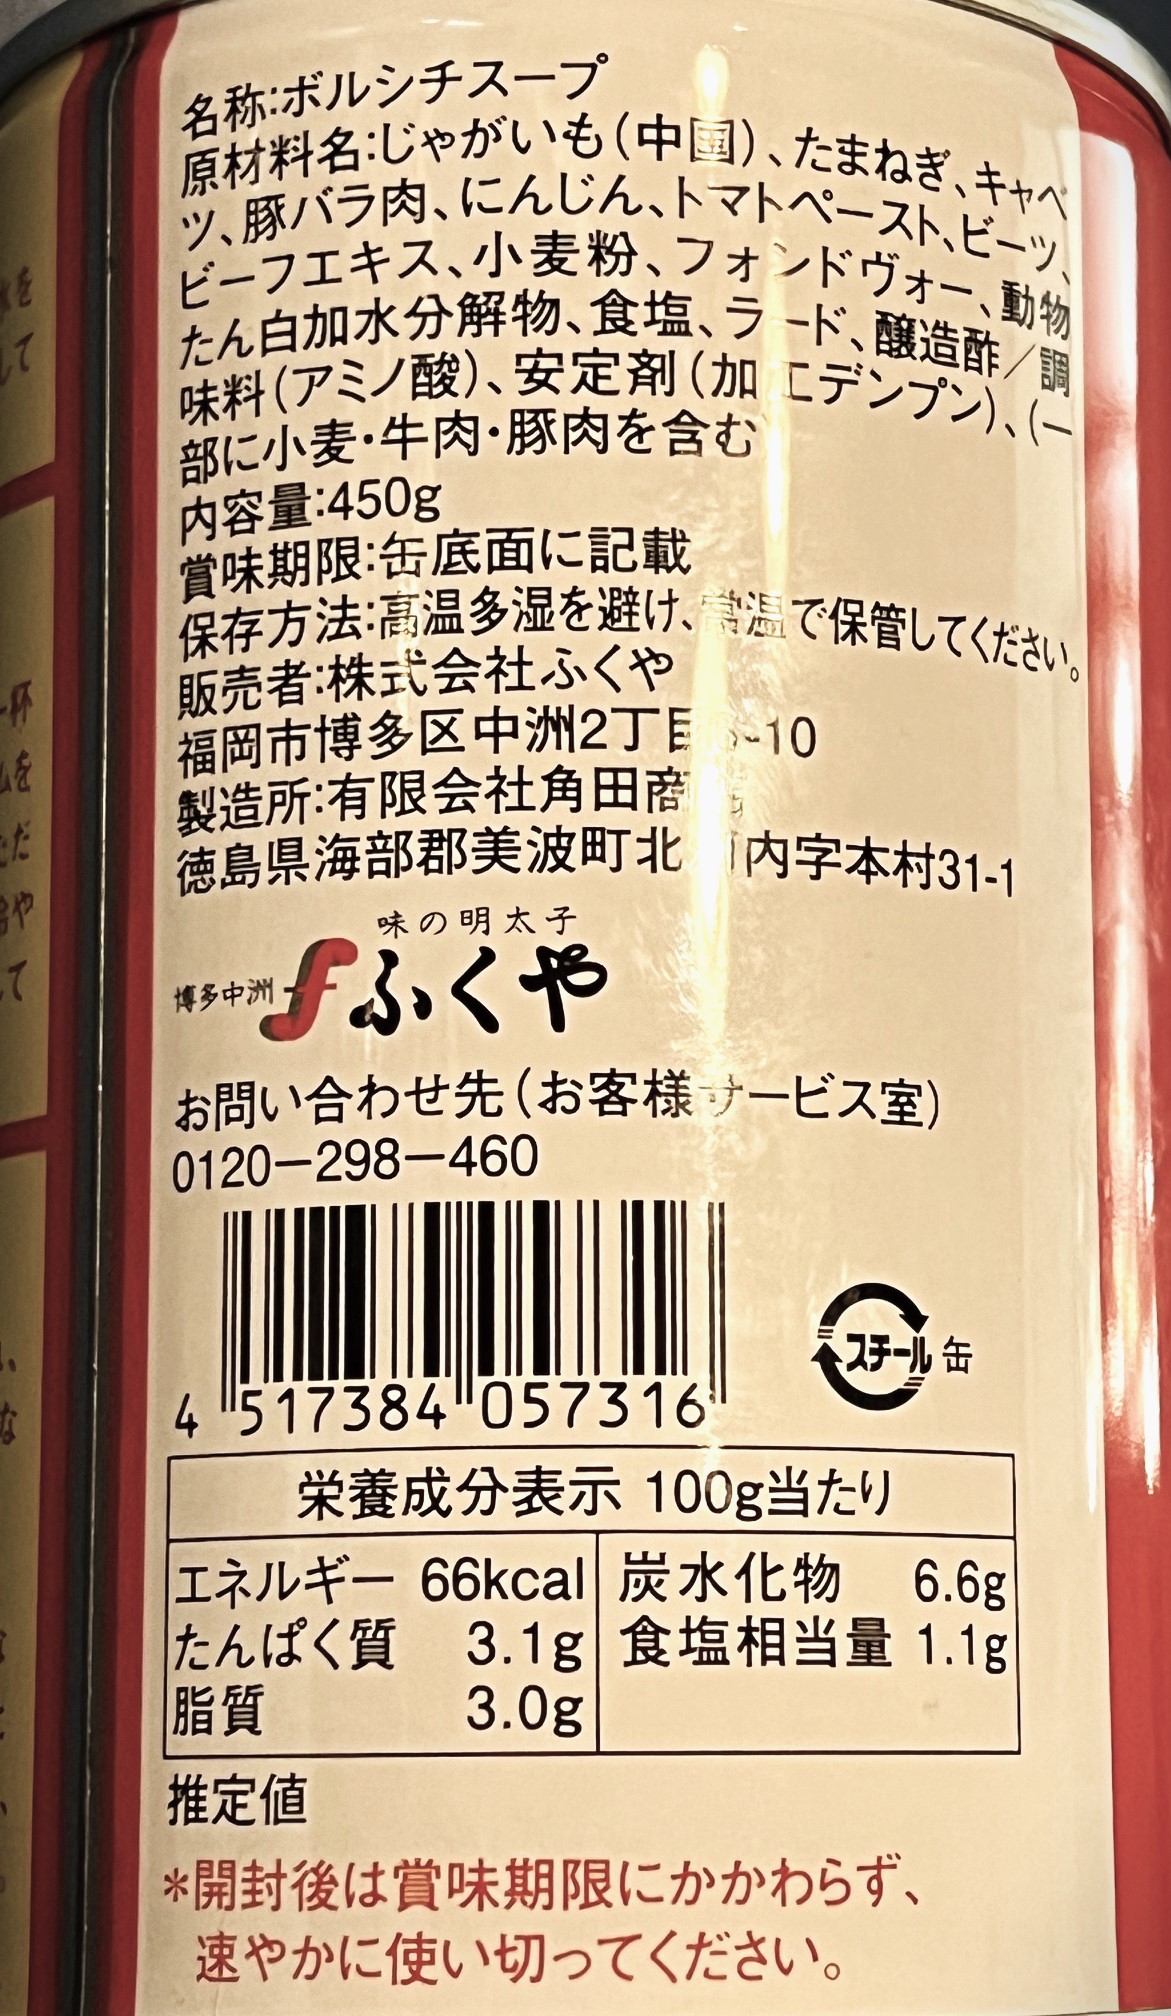 名称:ボルシチスープ
原材料名:じゃがいも(中国)、たまねぎ、キャベ
ツ、豚バラ肉、にんじん、トマトペースト、ビーツ、
ビーフエキス、小麦粉、フォンドヴォー、動物
たん白加水分解物、食塩、ラード、醸造酢/調
味料(アミノ酸)、安定剤(加工デンプン)、(一
部に小麦・牛肉・豚肉を含む
内容量:450g
賞味期限:缶底面に記載
保存方法:高温多湿を避け、常温で保管してください。
販売者:株式会社ふくや
福岡市博多区中洲2丁目 -10
製造所:有限会社角田商
徳島県海部郡美波町北 内字本村31-1
味の明太子
博多中洲 ふくや
お問い合わせ先(お客様サービス室)
0120-298-460
4 517384 057316
スチール 缶
栄養成分表示 100g当たり
エネルギー 66kcal 炭水化物 6.6g
たんぱく質 3.1g 食塩相当量 1.1g
脂質 3.0g
推定値
*開封後は賞味期限にかかわらず、
速やかに使い切ってください。